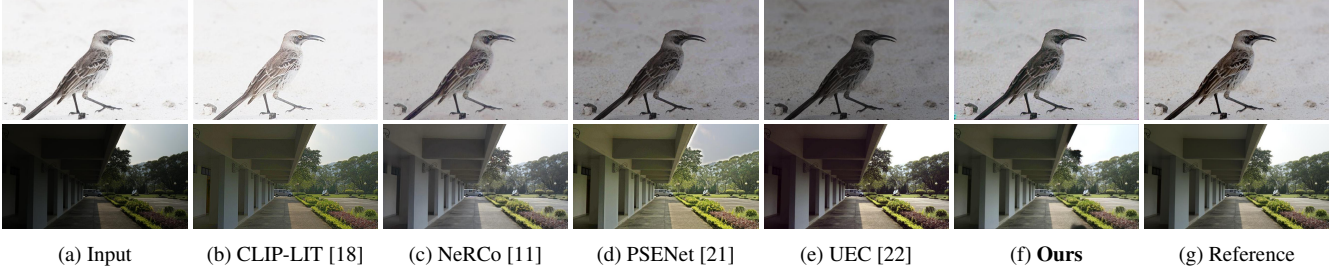 (a) Input (b) CLIP-LIT [18] (c) NeRCo [11] (d) PSENet [21] (e) UEC [22] (f) Ours (g) Reference